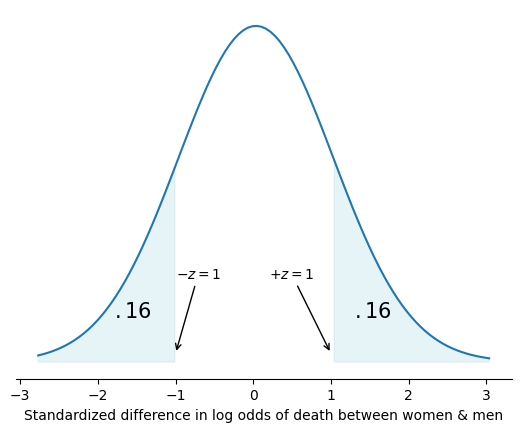 −z = 1 +z = 1
.16 .16
−3 −2 −1 0 1 2 3
Standardized difference in log odds of death between women & men